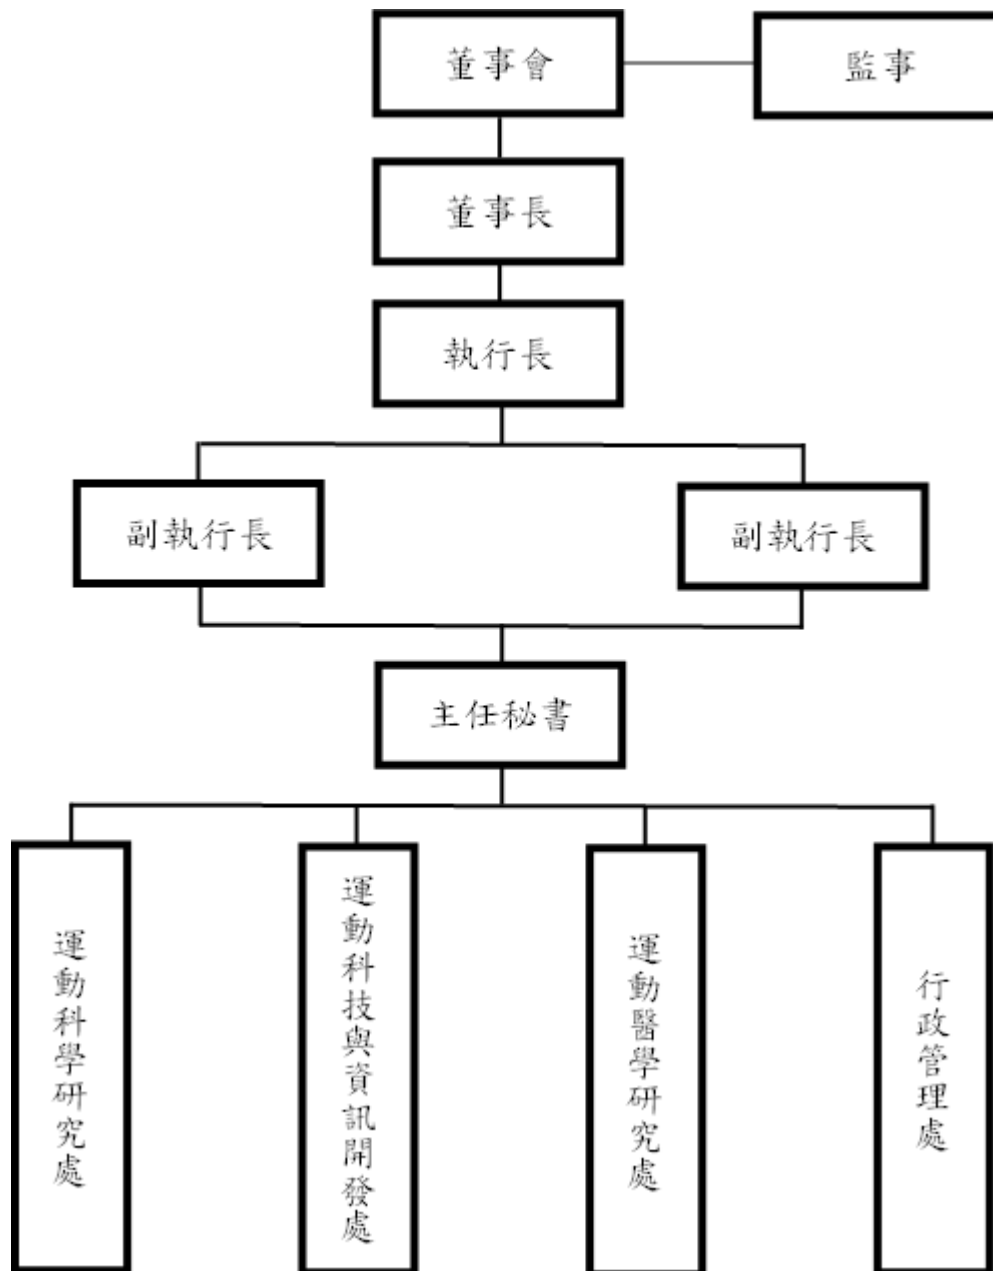 董事會
監事
董事長
執行長
副執行長
副執行長
主任秘書
運動科學研究處
運動科技與資訊開發處
運動醫學研究處
行政管理處